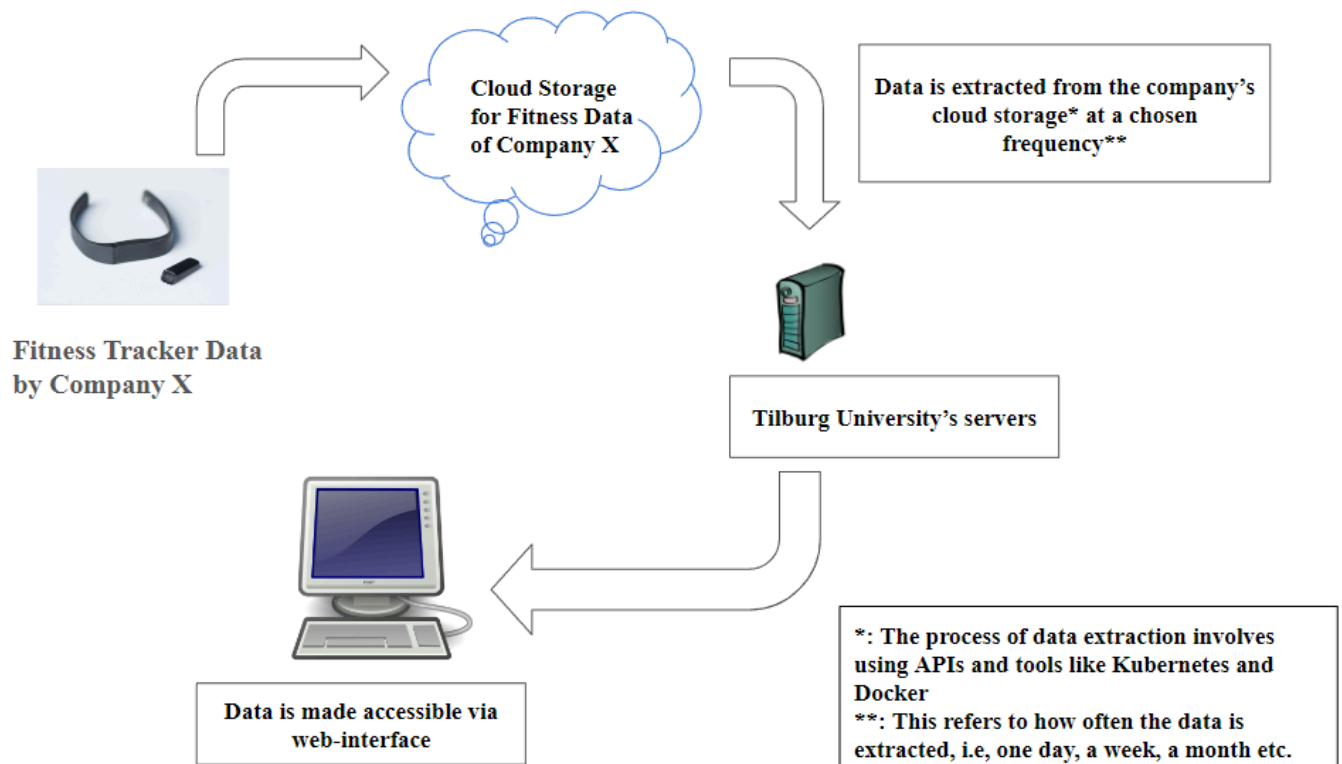 Cloud Storage
for Fitness Data
of Company X
Data is extracted from the company's
cloud storage* at a chosen
frequency**
Fitness Tracker Data
by Company X
Tilburg University's servers
Data is made accessible via
web-interface
*: The process of data extraction involves
using APIs and tools like Kubernetes and
Docker
**: This refers to how often the data is
extracted, i.e, one day, a week, a month etc.